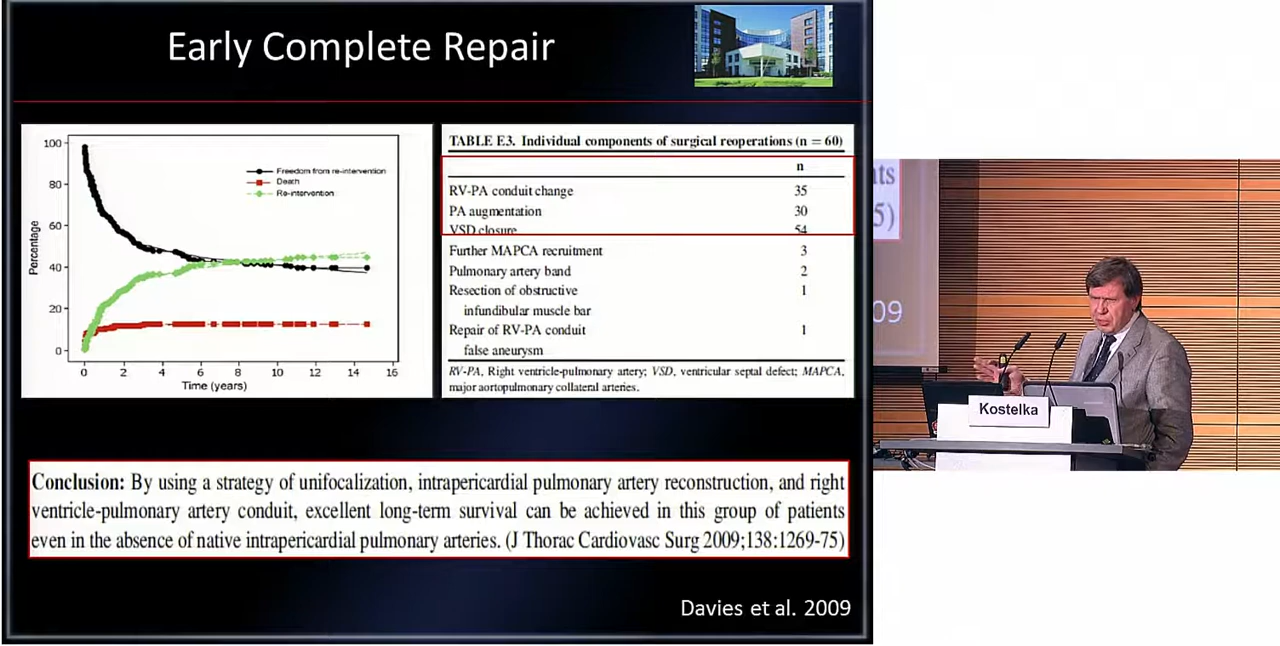 Early Complete Repair
100
80
60
40
20
0
Percentage
0 2 4 6 8 10 12 14 16
Time (years)
Freedom from re-intervention
Death
Re-intervention
TABLE E3. Individual components of surgical reoperations (n = 60)
n
RV-PA conduit change 35
PA augmentation 30
VSD closure 54
Further MAPCA recruitment 3
Pulmonary artery band 2
Resection of obstructive 1
infundibular muscle bar
Repair of RV-PA conduit 1
false aneurysm
RV-PA, Right ventricle-pulmonary artery; VSD, ventricular septal defect; MAPCA,
major aortopulmonary collateral arteries.
Conclusion: By using a strategy of unifocalization, intrapericardial pulmonary artery reconstruction, and right
ventricle-pulmonary artery conduit, excellent long-term survival can be achieved in this group of patients
even in the absence of native intrapericardial pulmonary arteries. (J Thorac Cardiovasc Surg 2009;138:1269-75)
Davies et al. 2009
nts
5)
09
Kostelka